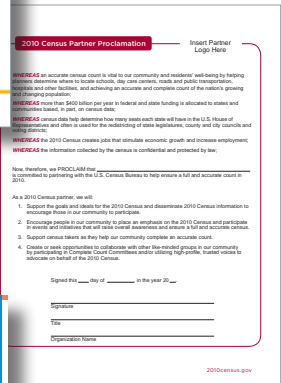 2010 Census Partner Proclamation
Insert Partner
Logo Here
WHEREAS an accurate census count is vital to our community and residents' well-being by helping
planners determine where to locate schools, day care centers, roads and public transportation,
hospitals and other facilities, and achieving an accurate and complete count of the nation's growing
and changing population;
WHEREAS more than $400 billion per year in federal and state funding is allocated to states and
communities based, in part, on census data;
WHEREAS census data help determine how many seats each state will have in the U.S. House of
Representatives and often is used for the redistricting of state legislatures, county and city councils and
voting districts;
WHEREAS the 2010 Census creates jobs that stimulate economic growth and increase employment;
WHEREAS the information collected by the census is confidential and protected by law;
Now, therefore, we PROCLAIM that
is committed to partnering with the U.S. Census Bureau to help ensure a full and accurate count in
2010.
As a 2010 Census partner, we will:
1. Support the goals and ideals for the 2010 Census and disseminate 2010 Census information to
encourage those in our community to participate.
2. Encourage people in our community to place an emphasis on the 2010 Census and participate
in events and initiatives that will raise overall awareness and ensure a full and accurate census.
3. Support census takers as they help our community complete an accurate count.
4. Create or seek opportunities to collaborate with other like-minded groups in our community
by participating in Complete Count Committees and/or utilizing high-profile, trusted voices to
advocate on behalf of the 2010 Census.
Signed this ___ day of _______, in the year 20__.
Signature
Title
Organization Name
2010census.gov